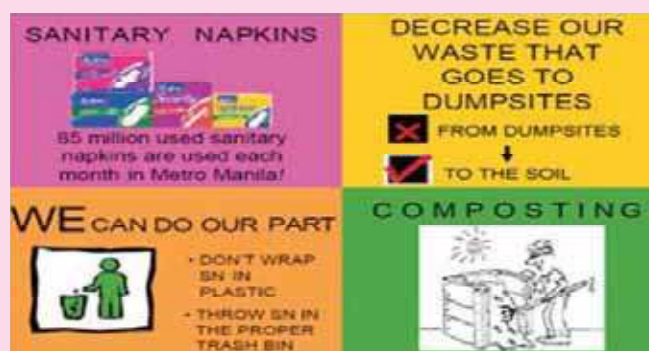 SANITARY NAPKINS
85 million used sanitary
napkins are used each
month in Metro Manila!
DECREASE OUR
WASTE THAT
GOES TO
DUMPSITES
FROM DUMPSITES
TO THE SOIL
WE CAN DO OUR PART
• DON'T WRAP
SN IN
PLASTIC
• THROW SN IN
THE PROPER
TRASH BIN
COMPOSTING